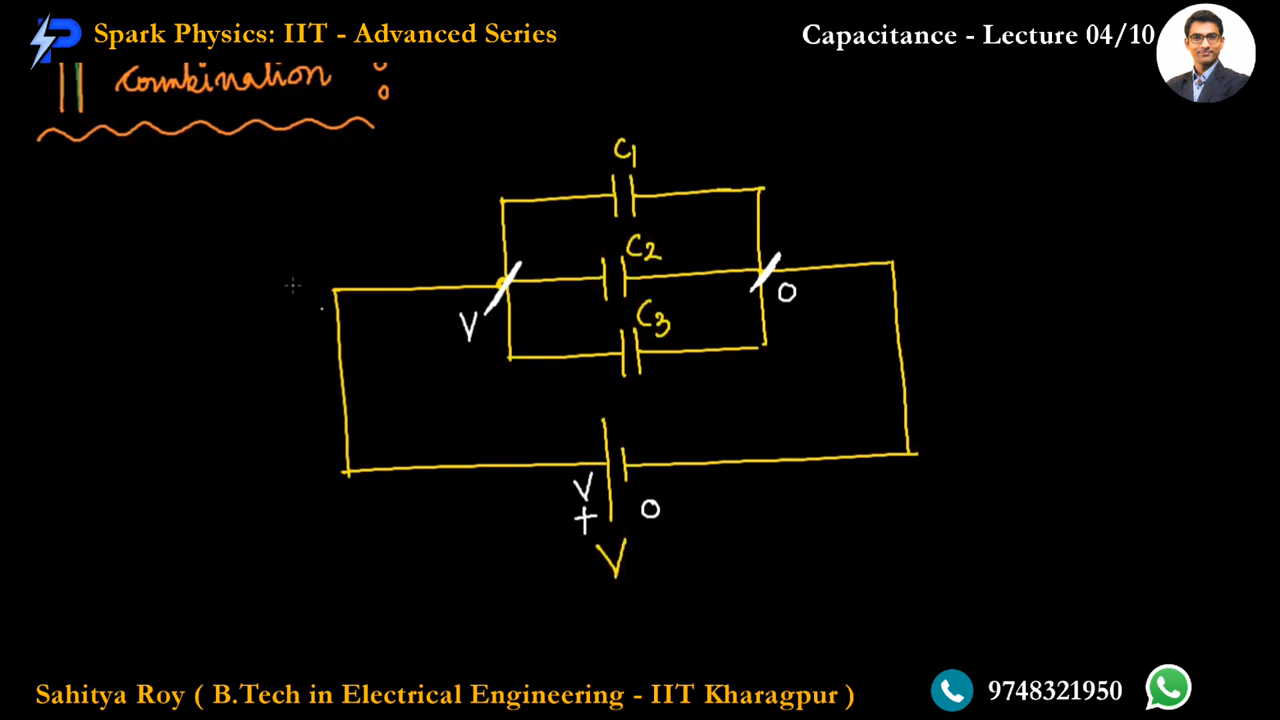 Spark Physics: IIT - Advanced Series
Capacitance - Lecture 04/10
|| Combination :
C1
C2
C3
V
0
V
+
0
V
Sahitya Roy ( B.Tech in Electrical Engineering - IIT Kharagpur )
9748321950